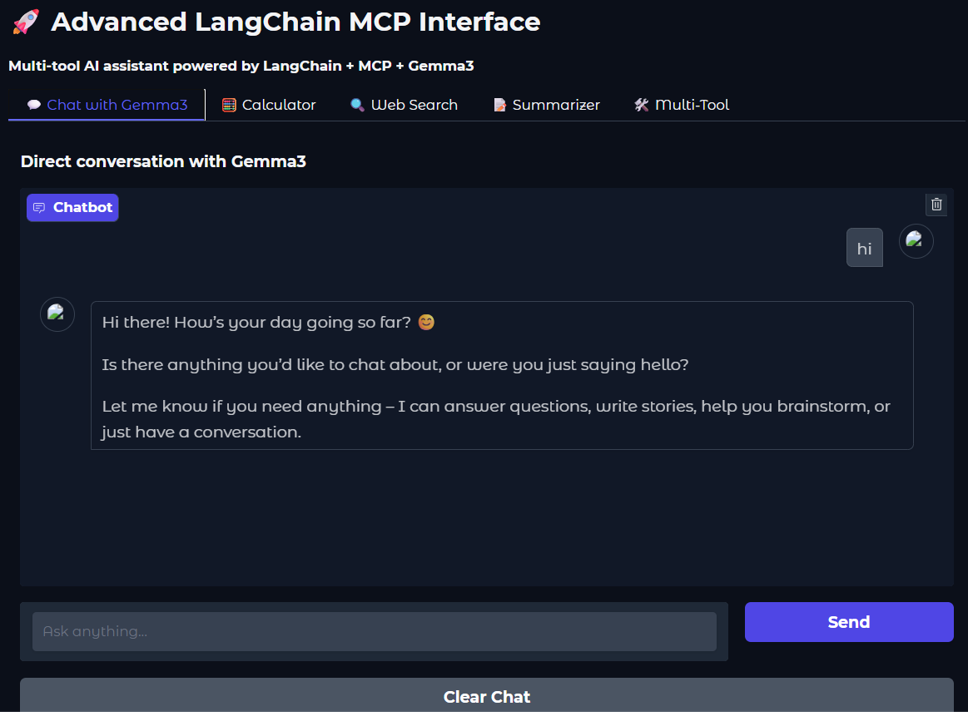 🚀 Advanced LangChain MCP Interface
Multi-tool AI assistant powered by LangChain + MCP + Gemma3
💬 Chat with Gemma3 🧮 Calculator 🔍 Web Search 📝 Summarizer 🛠️ Multi-Tool
Direct conversation with Gemma3
Chatbot
hi
Hi there! How’s your day going so far? 😊
Is there anything you’d like to chat about, or were you just saying hello?
Let me know if you need anything – I can answer questions, write stories, help you brainstorm, or
just have a conversation.
Ask anything...
Send
Clear Chat